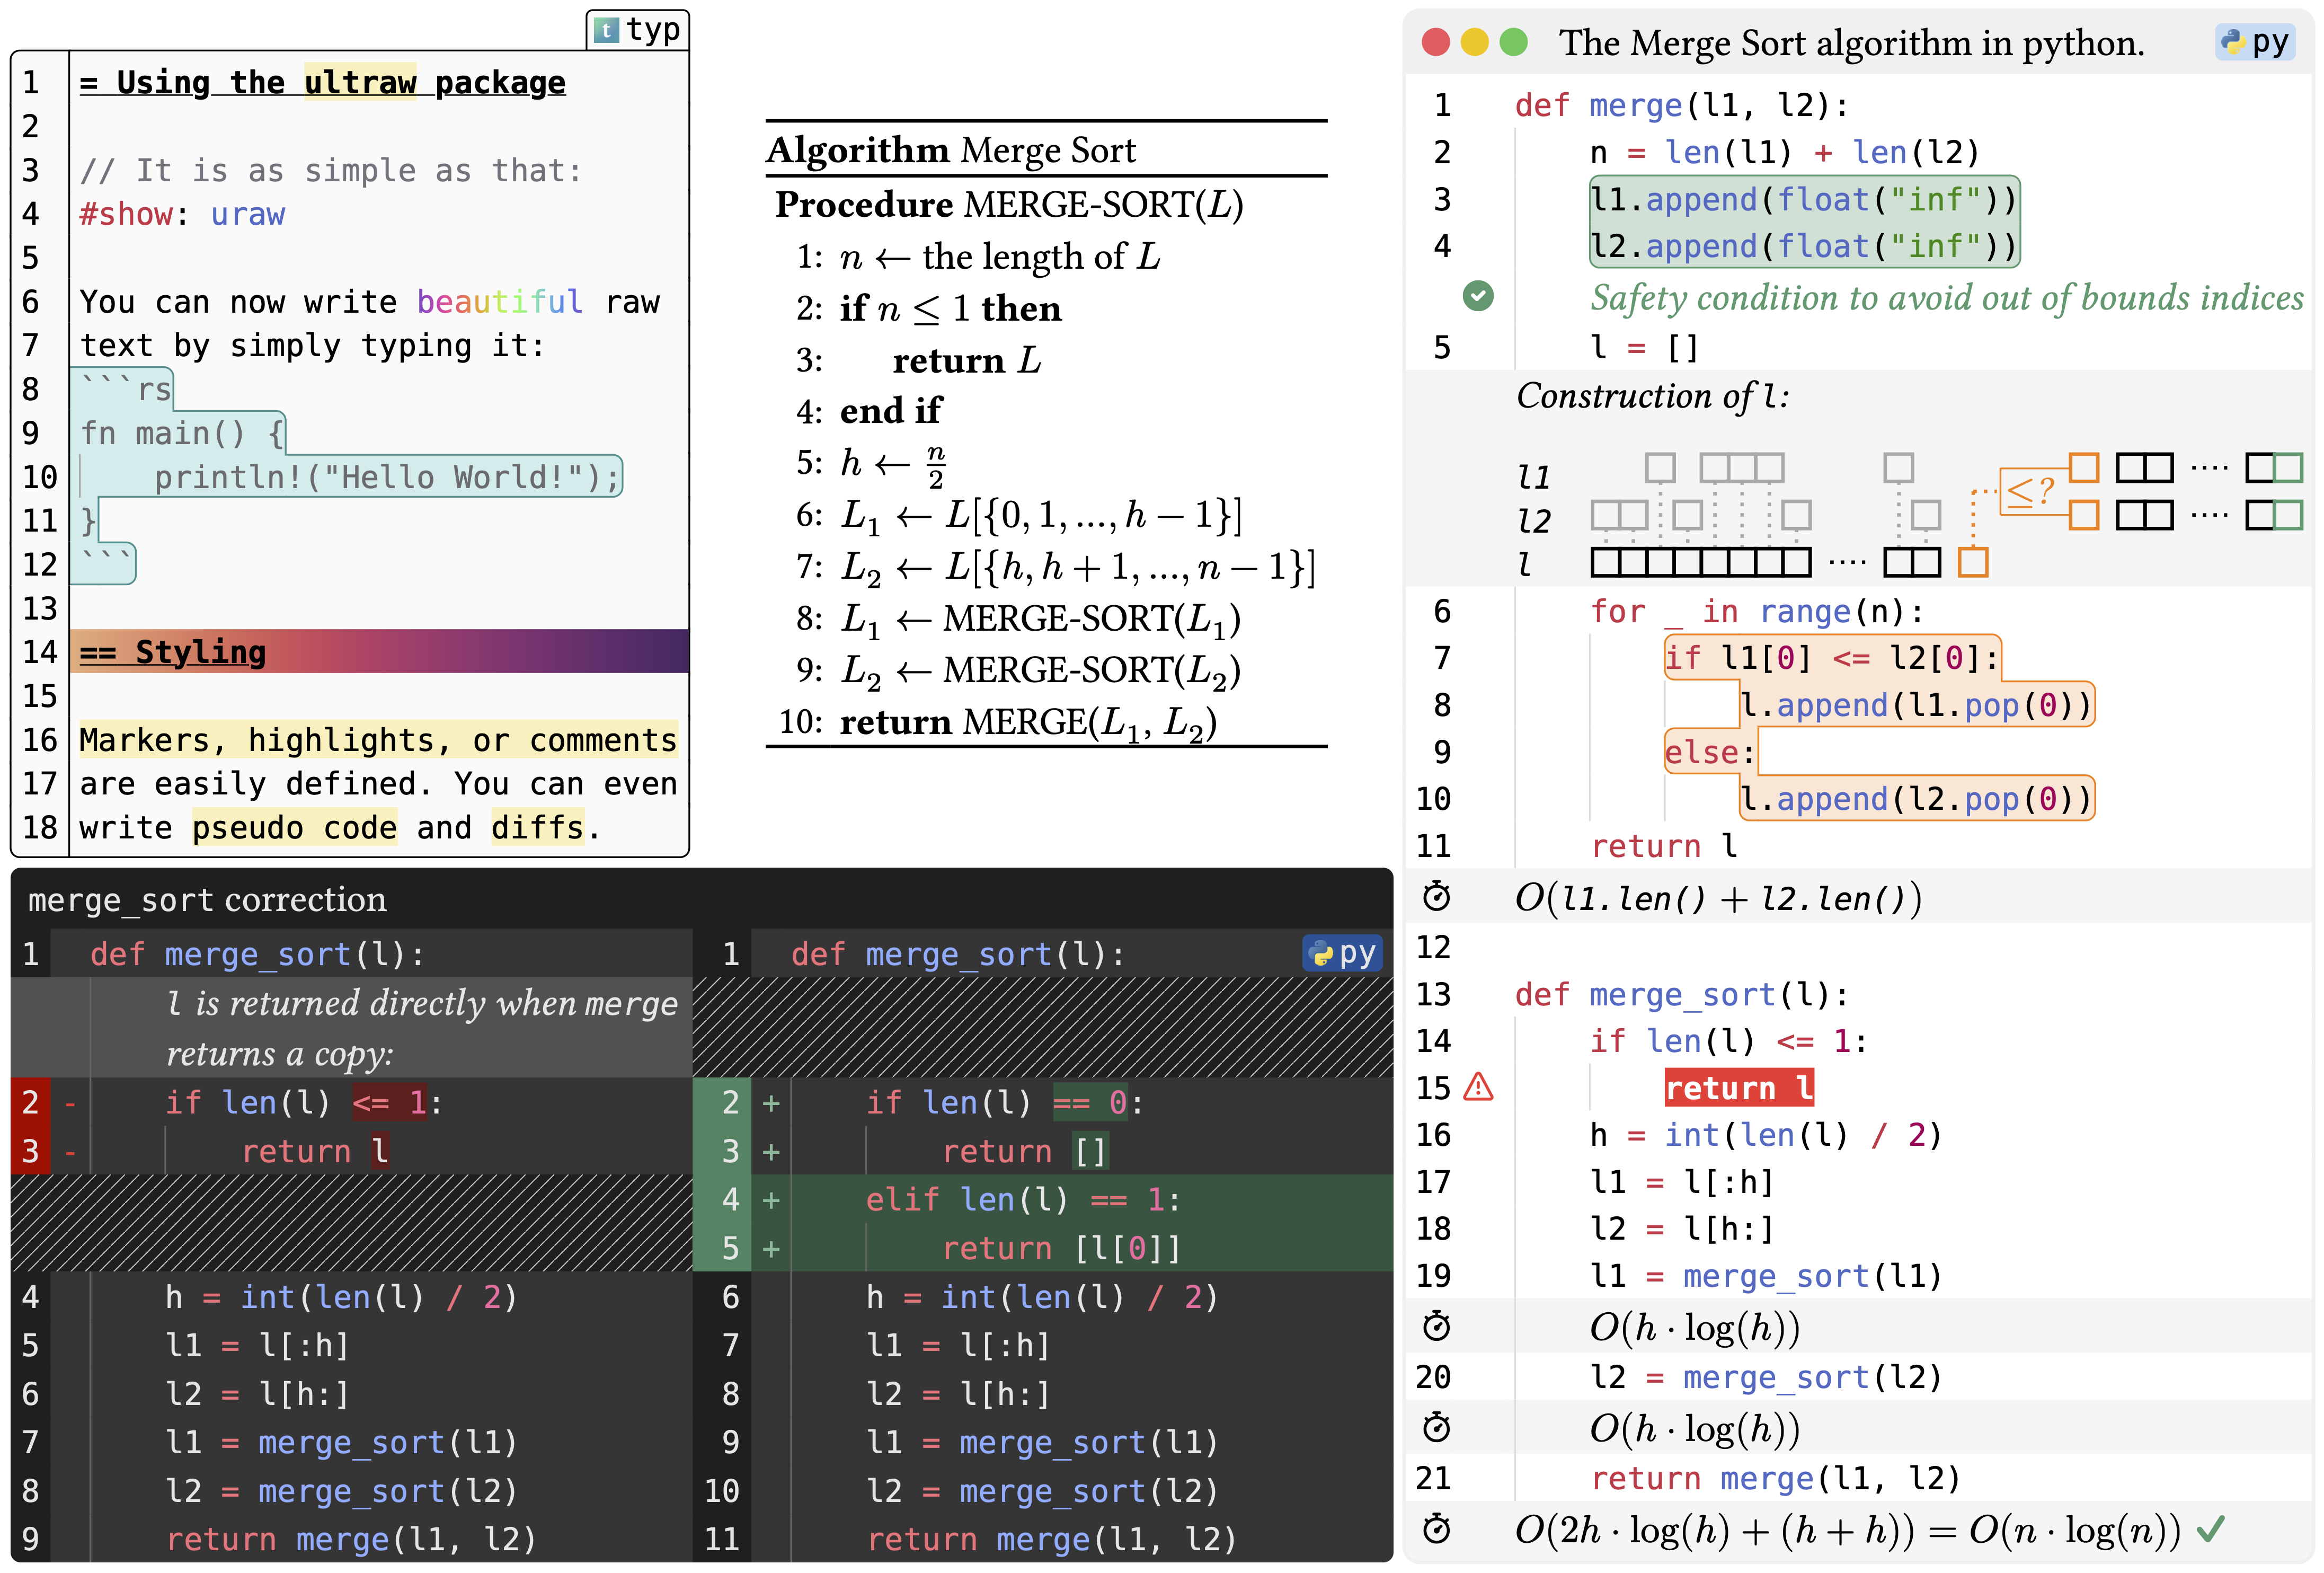 typ
1 = Using the ultraw package
2
3 // It is as simple as that:
4 #show: uraw
5
6 You can now write beautiful raw
7 text by simply typing it:
8 ```rs
9 fn main() {
10     println!("Hello World!");
11 }
12 ```
13
14 == Styling
15
16 Markers, highlights, or comments
17 are easily defined. You can even
18 write pseudo code and diffs.
Algorithm Merge Sort
Procedure MERGE-SORT(L)
1: n ← the length of L
2: if n ≤ 1 then
3:     return L
4: end if
5: h ← n/2
6: L₁ ← L[{0, 1, ..., h − 1}]
7: L₂ ← L[{h, h + 1, ..., n − 1}]
8: L₁ ← MERGE-SORT(L₁)
9: L₂ ← MERGE-SORT(L₂)
10: return MERGE(L₁, L₂)
merge_sort correction
1 def merge_sort(l):
l is returned directly when merge
returns a copy:
2 -     if len(l) <= 1:
3 -         return l
4     h = int(len(l) / 2)
5     l1 = l[:h]
6     l2 = l[h:]
7     l1 = merge_sort(l1)
8     l2 = merge_sort(l2)
9     return merge(l1, l2)
py
1 def merge_sort(l):
2 +     if len(l) == 0:
3 +         return []
4 +     elif len(l) == 1:
5 +         return [l[0]]
6     h = int(len(l) / 2)
7     l1 = l[:h]
8     l2 = l[h:]
9     l1 = merge_sort(l1)
10     l2 = merge_sort(l2)
11     return merge(l1, l2)
The Merge Sort algorithm in python.
py
1 def merge(l1, l2):
2     n = len(l1) + len(l2)
3     l1.append(float("inf"))
4     l2.append(float("inf"))
Safety condition to avoid out of bounds indices
5     l = []
Construction of l:
l1
≤?
l2
l
6     for _ in range(n):
7         if l1[0] <= l2[0]:
8             l.append(l1.pop(0))
9         else:
10             l.append(l2.pop(0))
11     return l
O(l1.len() + l2.len())
12
13 def merge_sort(l):
14     if len(l) <= 1:
15         return l
16     h = int(len(l) / 2)
17     l1 = l[:h]
18     l2 = l[h:]
19     l1 = merge_sort(l1)
O(h · log(h))
20     l2 = merge_sort(l2)
O(h · log(h))
21     return merge(l1, l2)
O(2h · log(h) + (h + h)) = O(n · log(n)) ✓